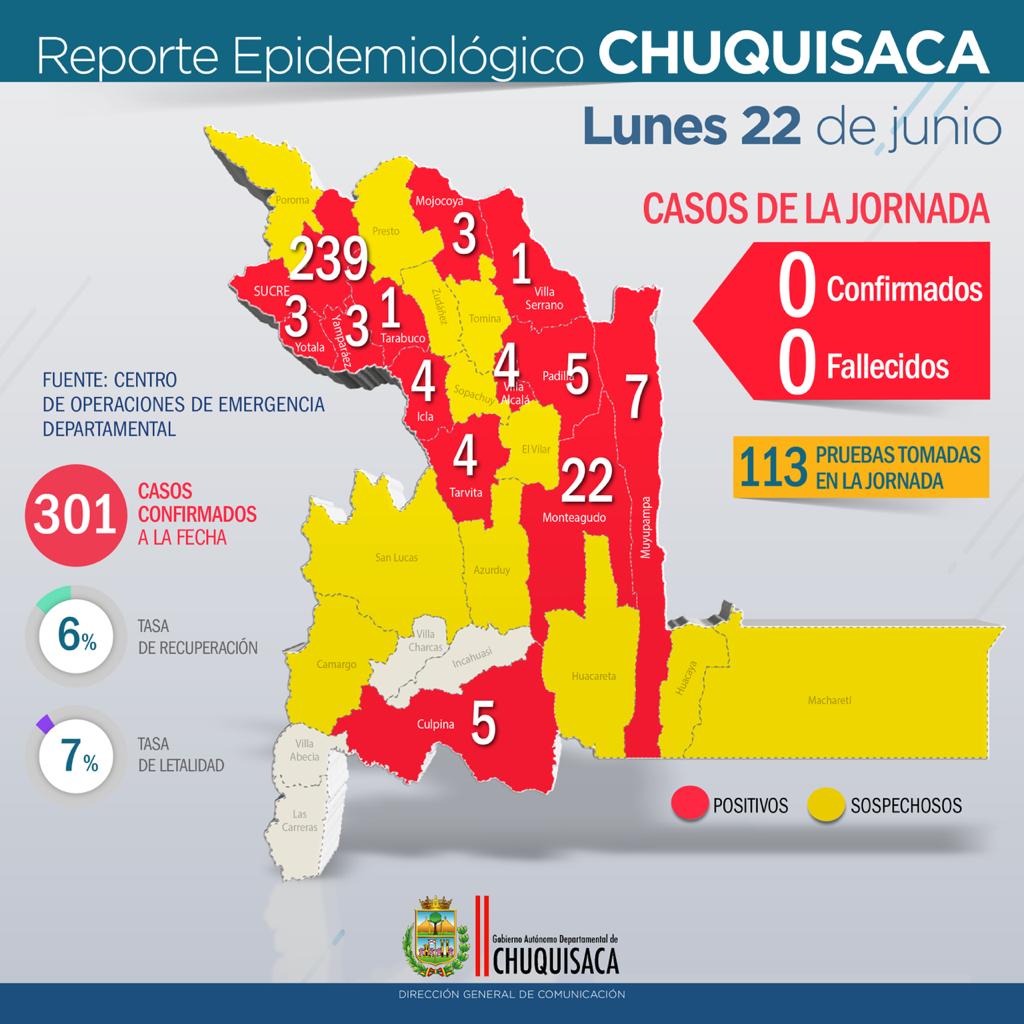 Reporte Epidemiológico CHUQUISACA
Lunes 22 de junio
CASOS DE LA JORNADA
0 Confirmados
0 Fallecidos
113 PRUEBAS TOMADAS
EN LA JORNADA
FUENTE: CENTRO
DE OPERACIONES DE EMERGENCIA
DEPARTAMENTAL
301 CASOS
CONFIRMADOS
A LA FECHA
6% TASA
DE RECUPERACIÓN
7% TASA
DE LETALIDAD
Poroma
Presto
Mojocoya
3
239
SUCRE
1
Villa
Serrano
3
Yotala
3
Yamparáez
1
Tarabuco
Zudáñez
Tomina
4
Icla
Sopachuy
4
Villa
Alcalá
Padilla
5
7
Muyupampa
4
Tarvita
El Vilar
22
Monteagudo
San Lucas
Azurduy
Camargo
Villa
Charcas
Incahuasi
Culpina
5
Huacareta
Huacaya
Machareti
Villa
Abecia
Las
Carreras
POSITIVOS
SOSPECHOSOS
Gobierno Autónomo Departamental de
CHUQUISACA
DIRECCIÓN GENERAL DE COMUNICACIÓN